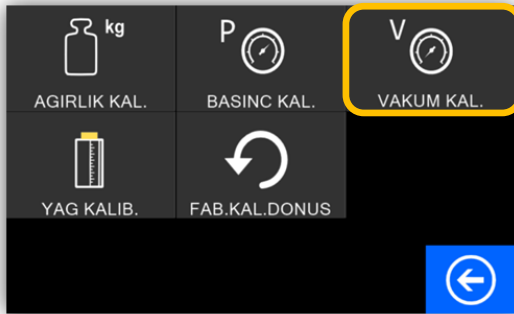 kg
AGIRLIK KAL.
P
BASINC KAL.
V
VAKUM KAL.
YAG KALIB.
FAB.KAL.DONUS